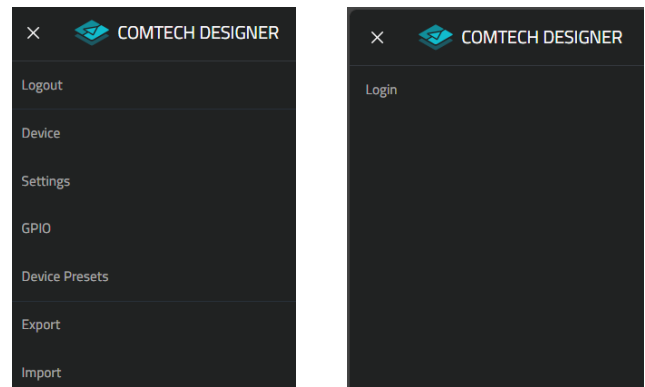 COMTECH DESIGNER
Logout
Device
Settings
GPIO
Device Presets
Export
Import
COMTECH DESIGNER
Login